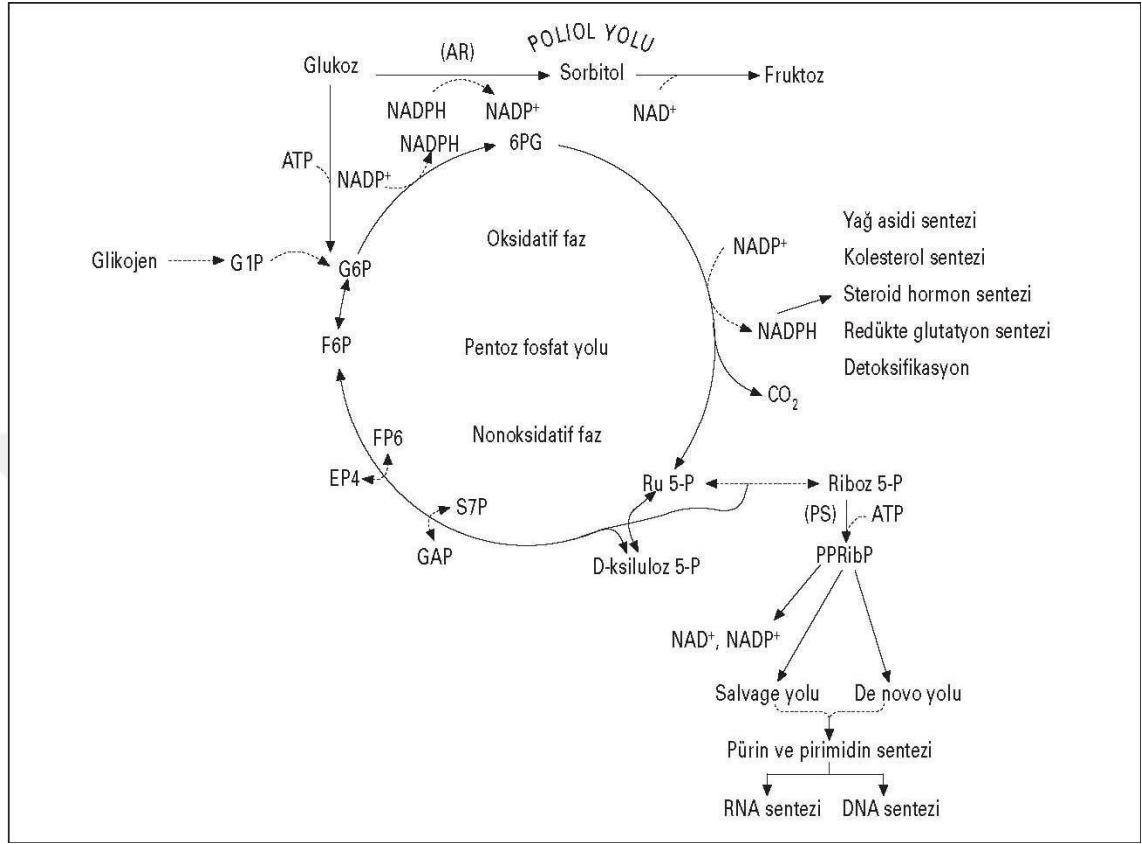 POLIOL YOLU
(AR)
Glukoz
Sorbitol
Fruktoz
NADPH
NADP+
NAD+
NADPH
6PG
ATP
NADP+
Oksidatif faz
NADP+
Yağ asidi sentezi
Kolesterol sentezi
Steroid hormon sentezi
Redükte glutatyon sentezi
Detoksifikasyon
Glikojen
G1P
G6P
NADPH
F6P
Pentoz fosfat yolu
CO2
Nonoksidatif faz
FP6
EP4
S7P
GAP
Ru 5-P
Riboz 5-P
D-ksiluloz 5-P
(PS)
ATP
PPRibP
NAD+, NADP+
Salvage yolu
De novo yolu
Pürin ve pirimidin sentezi
RNA sentezi
DNA sentezi